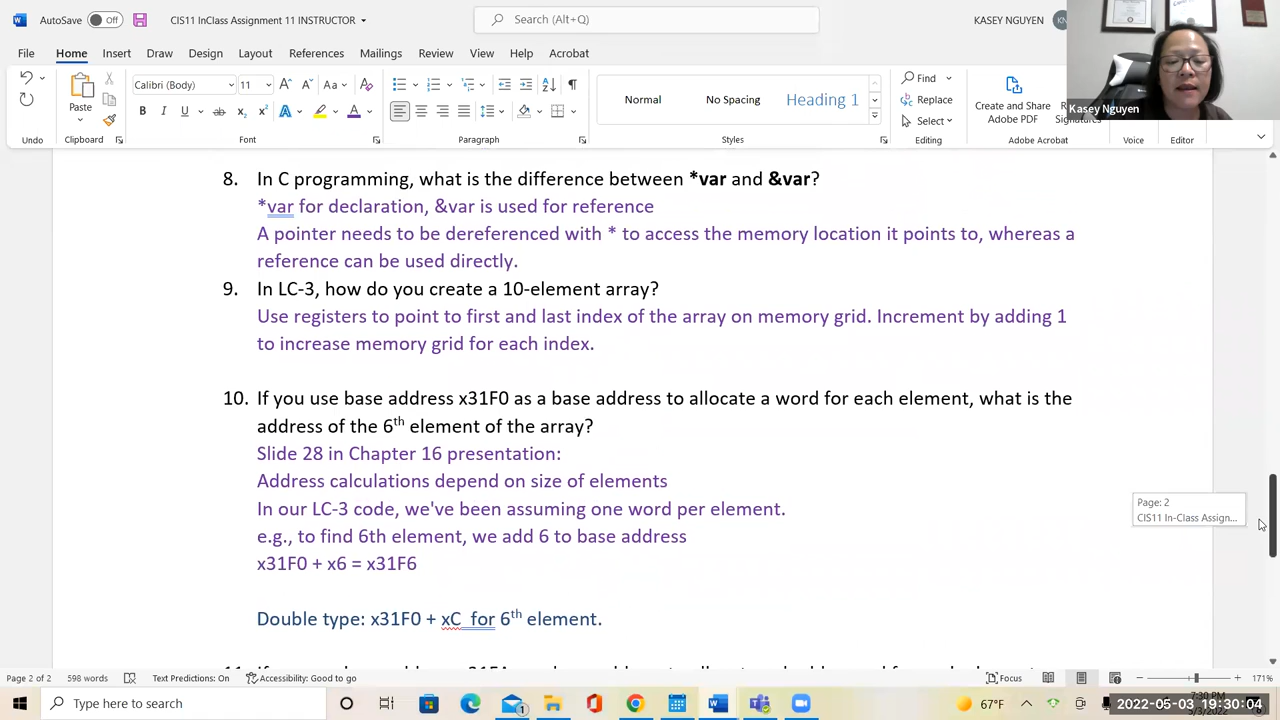 AutoSave Off
CIS11 InClass Assignment 11 INSTRUCTOR
Search (Alt+Q)
KASEY NGUYEN
File Home Insert Draw Design Layout References Mailings Review View Help Acrobat
Calibri (Body) 11
Paste
Normal
No Spacing
Heading 1
Find
Replace
Select
Create and Share
Adobe PDF
Kasey Nguyen
Undo Clipboard Font Paragraph Styles Editing Adobe Acrobat Voice Editor
8. In C programming, what is the difference between *var and &var?
*var for declaration, &var is used for reference
A pointer needs to be dereferenced with * to access the memory location it points to, whereas a
reference can be used directly.
9. In LC-3, how do you create a 10-element array?
Use registers to point to first and last index of the array on memory grid. Increment by adding 1
to increase memory grid for each index.
10. If you use base address x31F0 as a base address to allocate a word for each element, what is the
address of the 6th element of the array?
Slide 28 in Chapter 16 presentation:
Address calculations depend on size of elements
In our LC-3 code, we've been assuming one word per element.
e.g., to find 6th element, we add 6 to base address
x31F0 + x6 = x31F6
Double type: x31F0 + xC for 6th element.
Page: 2
CIS11 In-Class Assign...
Page 2 of 2 598 words Text Predictions: On Accessibility: Good to go Focus 171%
Type here to search
67°F
2022-05-03 19:30:04